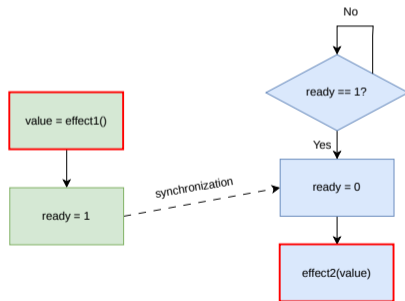 No
ready == 1?
value = effect1()
Yes
synchronization
ready = 0
ready = 1
effect2(value)